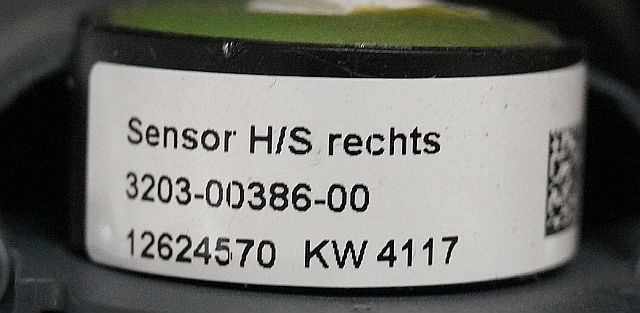 Sensor H/S rechts
3203-00386-00
12624570 KW 4117